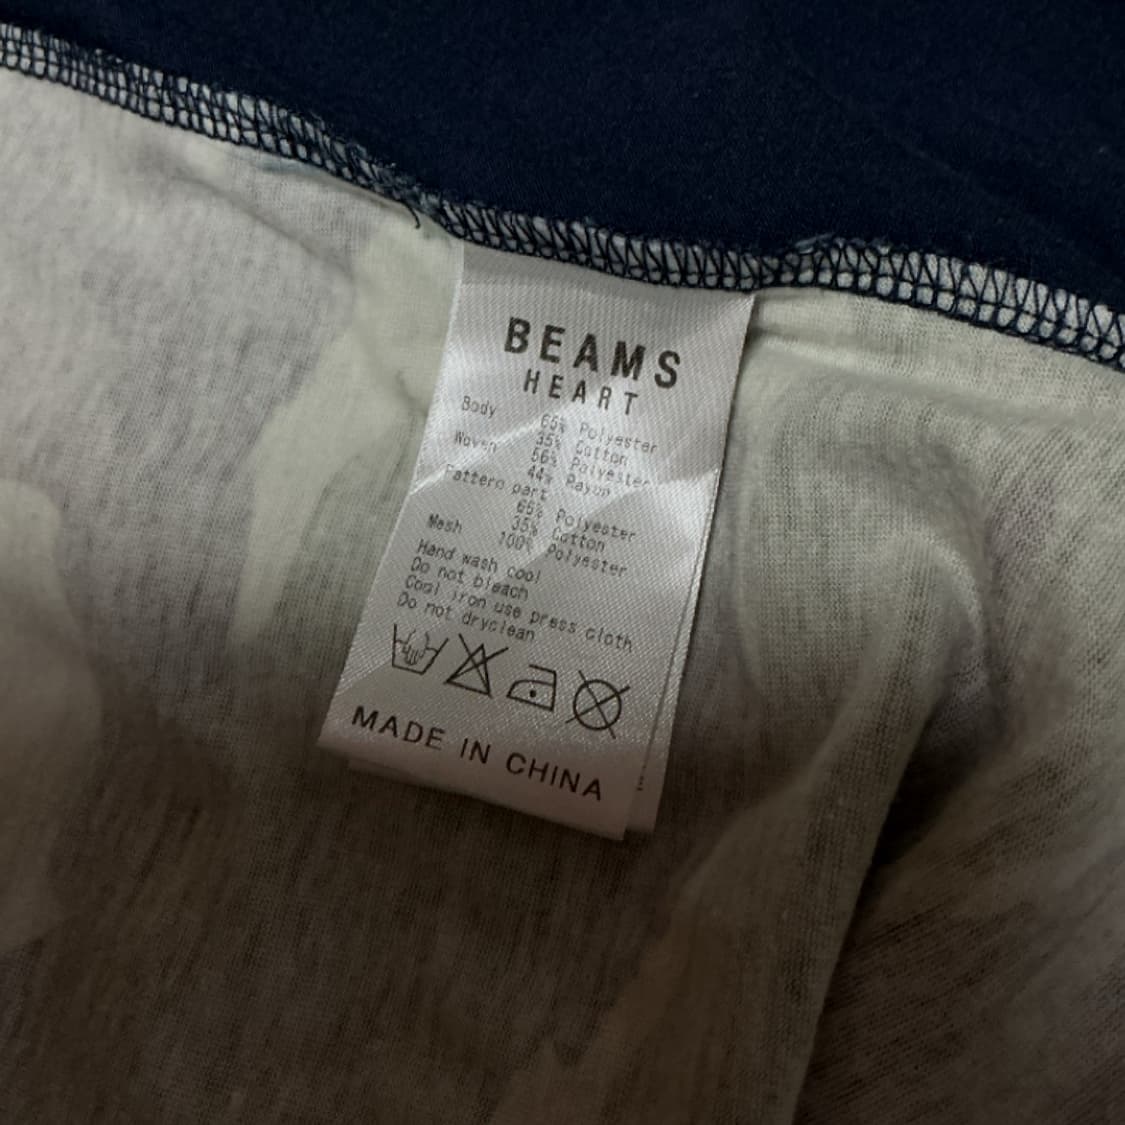 BEAMS
HEART
Body 65% Polyester
35% Cotton
Woven 56% Polyester
44% Rayon
Pattern part
65% Polyester
35% Cotton
Mesh 100% Polyester
Hand wash cool
Do not bleach
Cool iron use press cloth
Do not dryclean
MADE IN CHINA